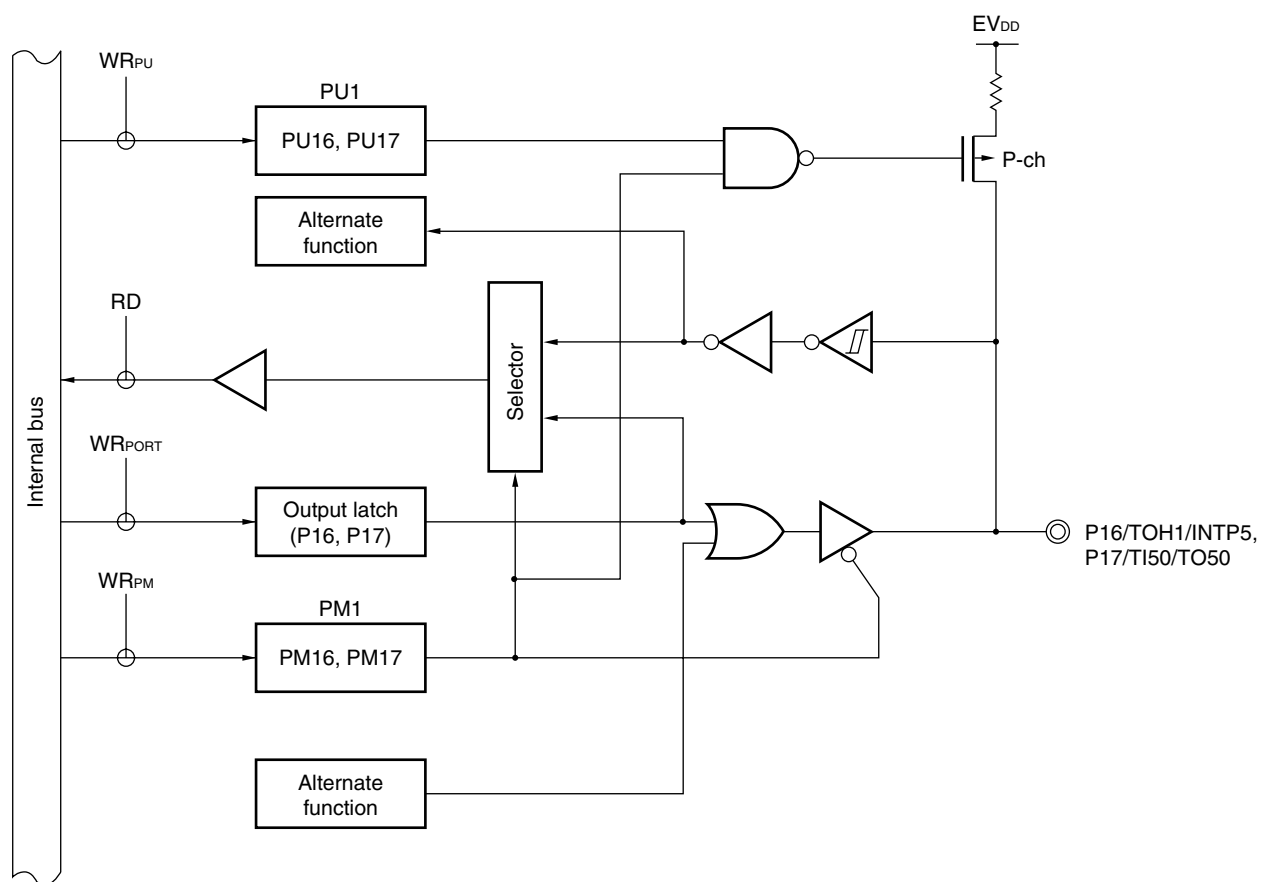 EVDD
WRPU
PU1
PU16, PU17
P-ch
Alternate
function
RD
Selector
Internal bus
WRPORT
Output latch
(P16, P17)
P16/TOH1/INTP5,
P17/TI50/TO50
WRPM
PM1
PM16, PM17
Alternate
function